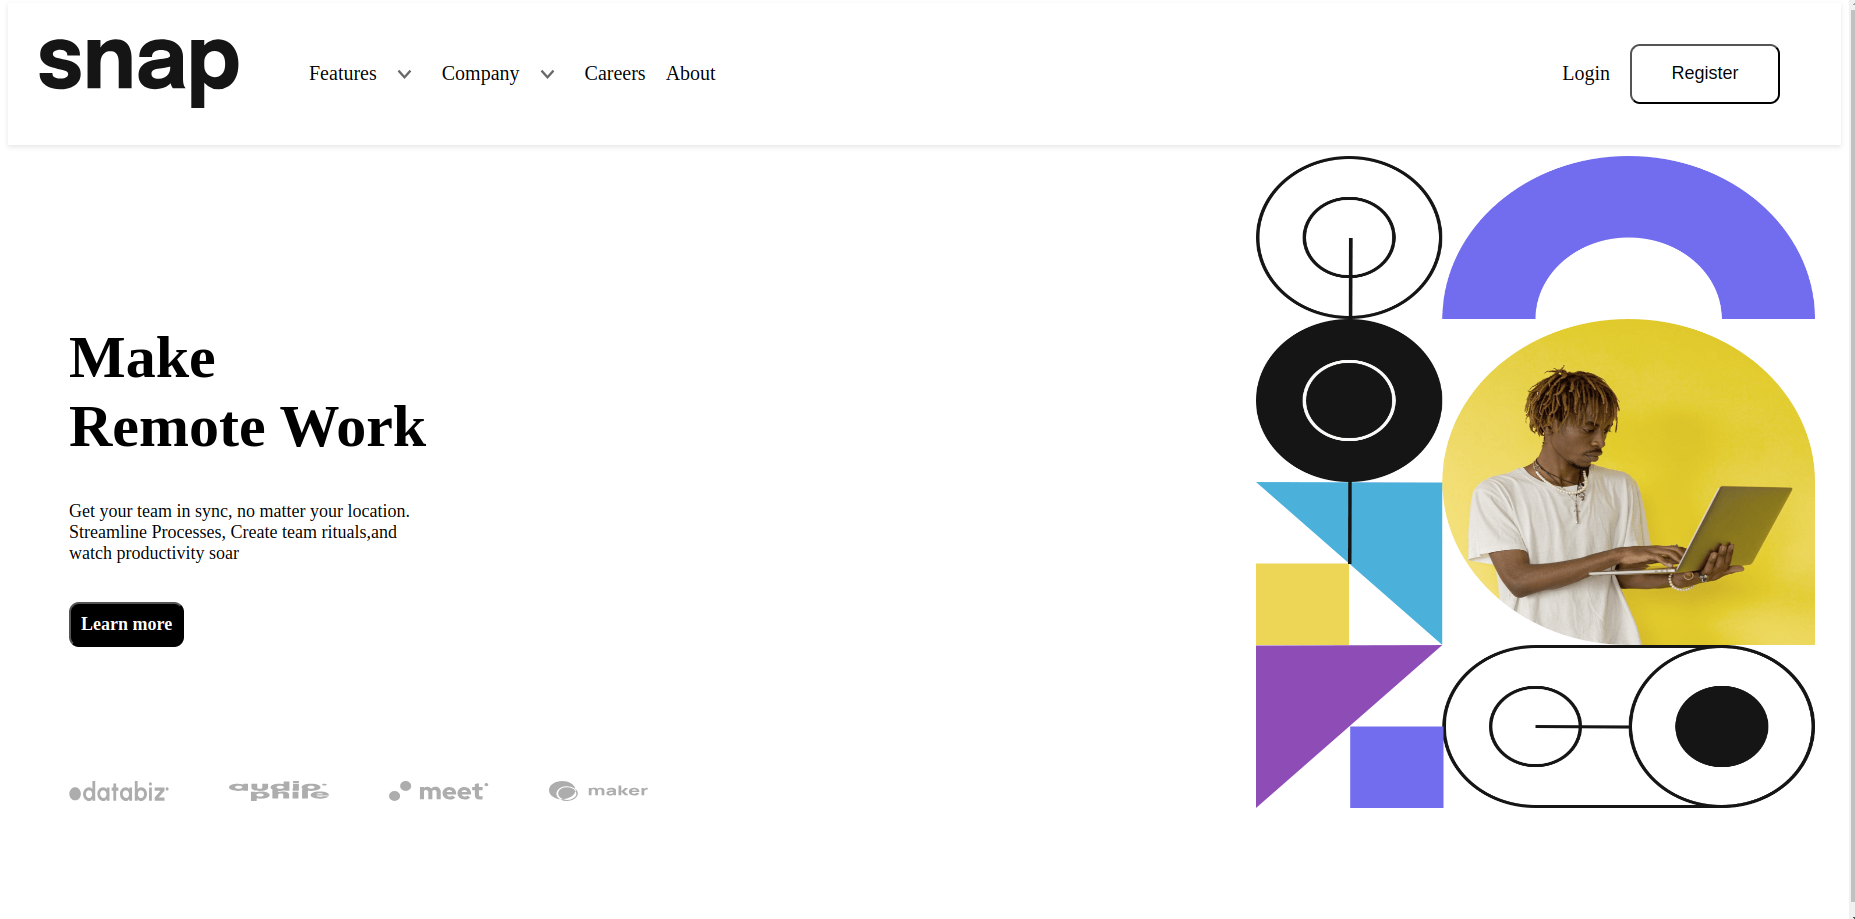 snap
Features Company Careers About
Login Register
Make
Remote Work
Get your team in sync, no matter your location.
Streamline Processes, Create team rituals,and
watch productivity soar
Learn more
databiz audiophile meet maker